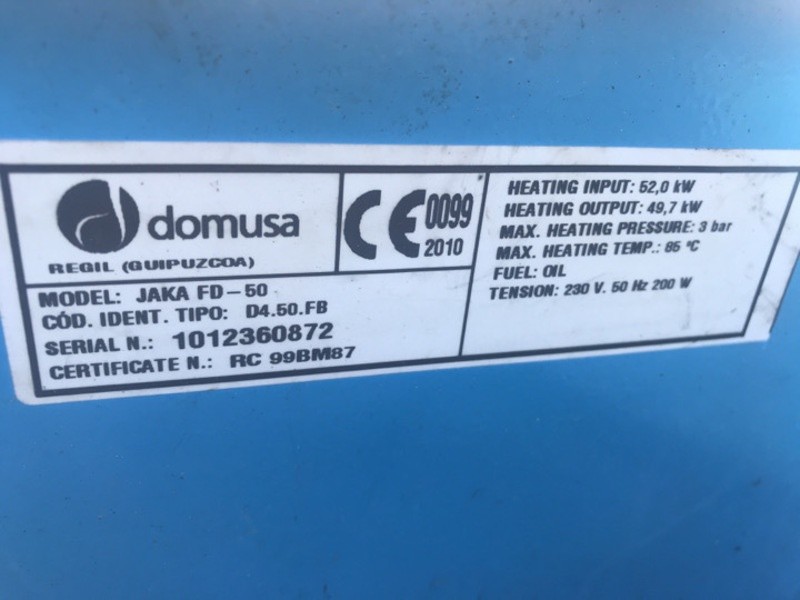 domusa
REGIL (GUIPUZCOA)
CE 0099
2010
MODEL: JAKA FD-50
CÓD. IDENT. TIPO: D4.50.FB
SERIAL N.: 1012360872
CERTIFICATE N.: RC 99BM87
HEATING INPUT: 52,0 kW
HEATING OUTPUT: 49,7 kW
MAX. HEATING PRESSURE: 3 bar
MAX. HEATING TEMP.: 85 ºC
FUEL: OIL
TENSION: 230 V. 50 Hz 200 W